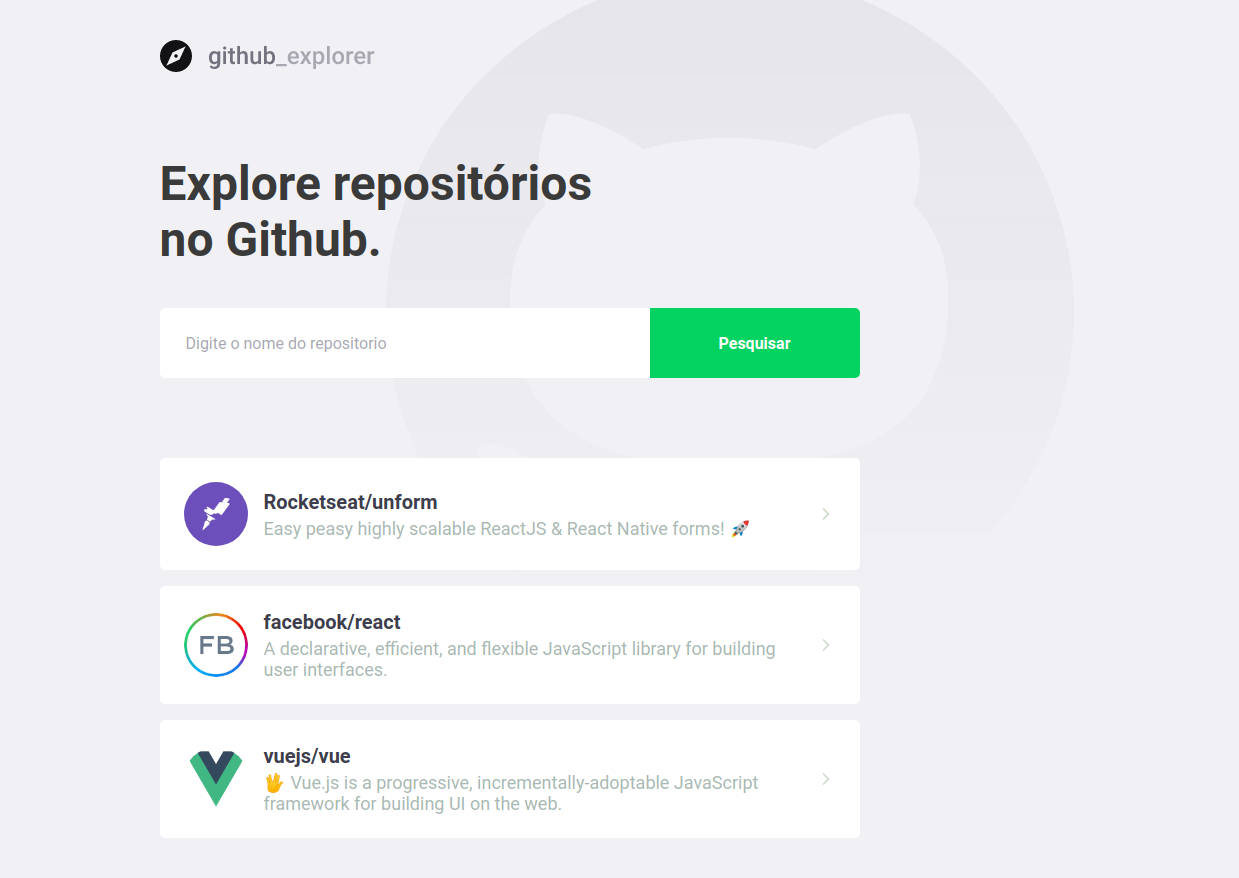 github_explorer
Explore repositórios
no Github.
Digite o nome do repositorio
Pesquisar
Rocketseat/unform
Easy peasy highly scalable ReactJS & React Native forms! 🚀
FB
facebook/react
A declarative, efficient, and flexible JavaScript library for building
user interfaces.
vuejs/vue
🖖 Vue.js is a progressive, incrementally-adoptable JavaScript
framework for building UI on the web.